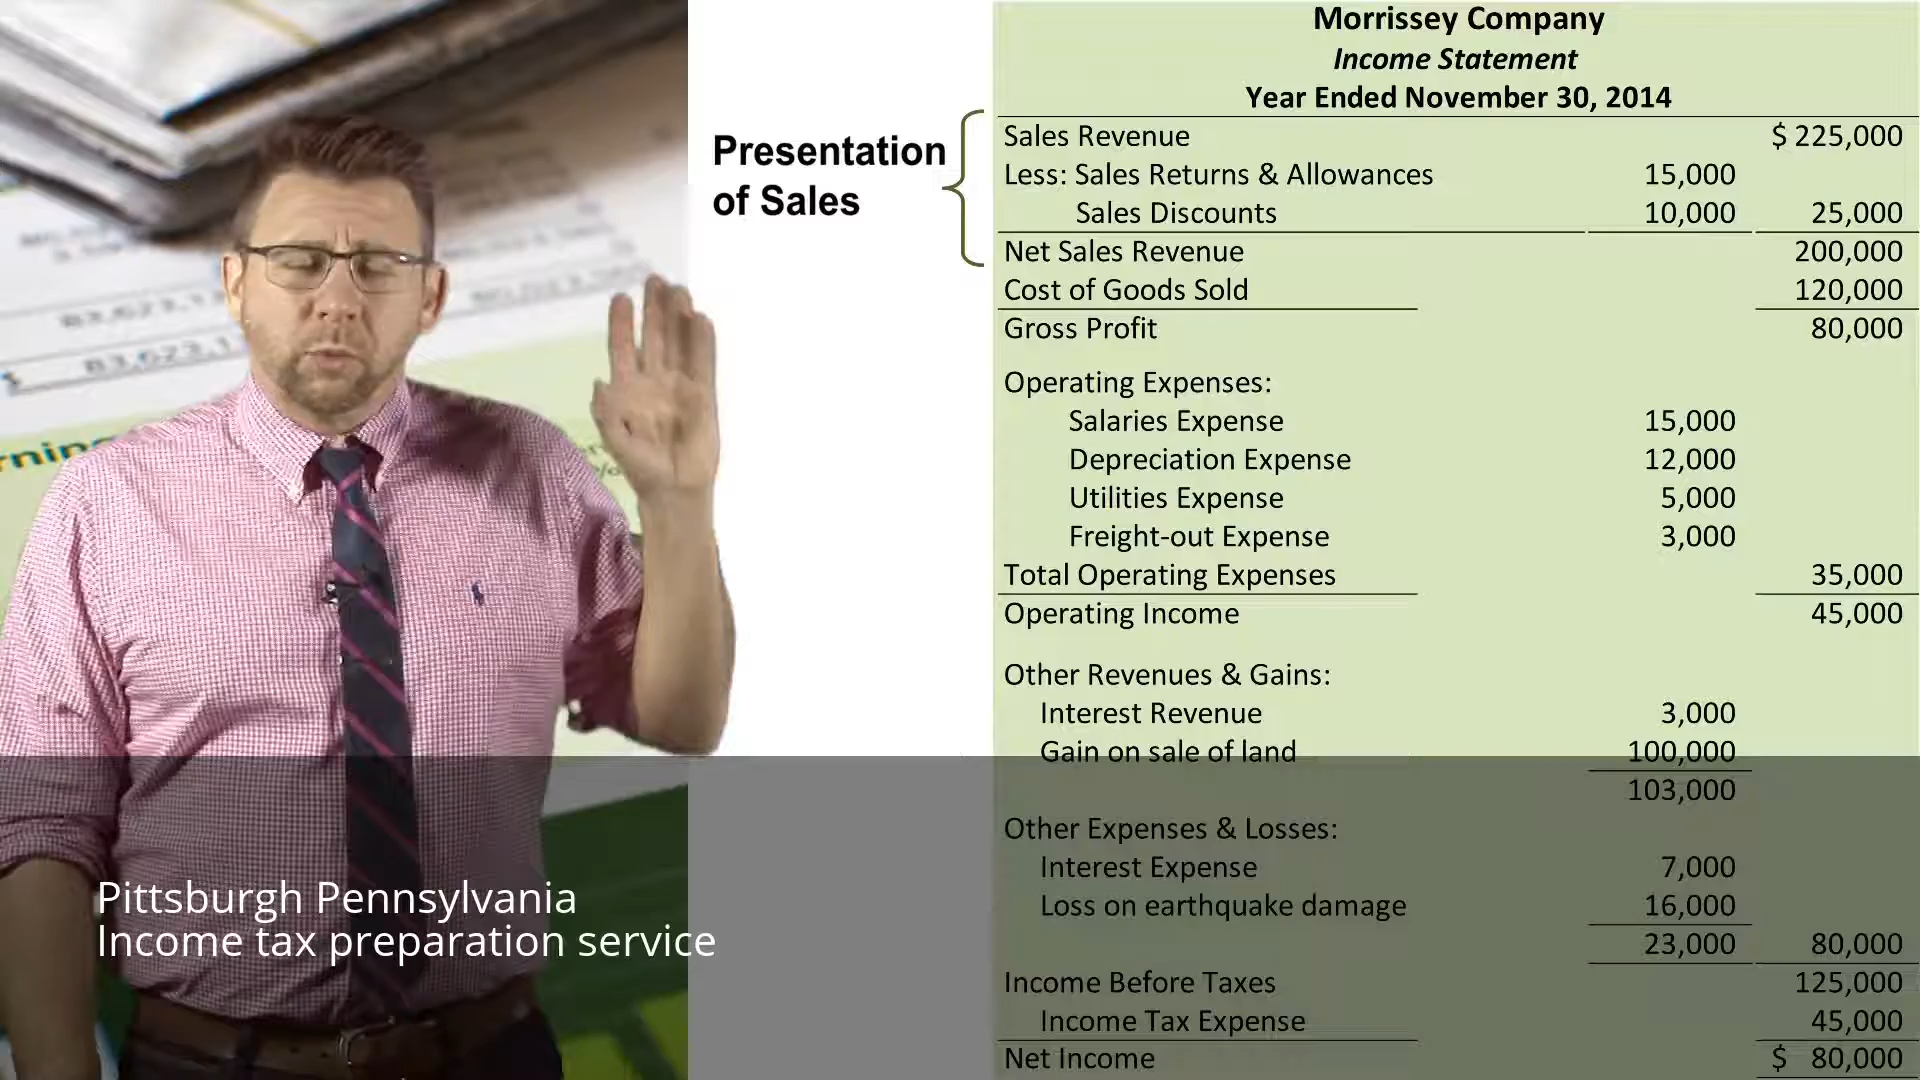 Morrissey Company
Income Statement
Year Ended November 30, 2014
Presentation
of Sales
Sales Revenue $ 225,000
Less: Sales Returns & Allowances 15,000
Sales Discounts 10,000 25,000
Net Sales Revenue 200,000
Cost of Goods Sold 120,000
Gross Profit 80,000
Operating Expenses:
Salaries Expense 15,000
Depreciation Expense 12,000
Utilities Expense 5,000
Freight-out Expense 3,000
Total Operating Expenses 35,000
Operating Income 45,000
Other Revenues & Gains:
Interest Revenue 3,000
Gain on sale of land 100,000
103,000
Other Expenses & Losses:
Interest Expense 7,000
Loss on earthquake damage 16,000
23,000 80,000
Income Before Taxes 125,000
Income Tax Expense 45,000
Net Income $ 80,000
Pittsburgh Pennsylvania
Income tax preparation service